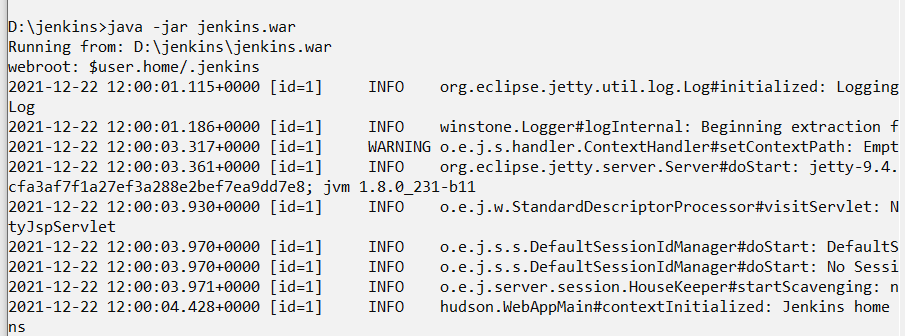 D:\jenkins>java -jar jenkins.war
Running from: D:\jenkins\jenkins.war
webroot: $user.home/.jenkins
2021-12-22 12:00:01.115+0000 [id=1]     INFO    org.eclipse.jetty.util.log.Log#initialized: Logging
Log
2021-12-22 12:00:01.186+0000 [id=1]     INFO    winstone.Logger#logInternal: Beginning extraction f
2021-12-22 12:00:03.317+0000 [id=1]     WARNING o.e.j.s.handler.ContextHandler#setContextPath: Empt
2021-12-22 12:00:03.361+0000 [id=1]     INFO    org.eclipse.jetty.server.Server#doStart: jetty-9.4.
cfa3af7f1a27ef3a288e2bef7ea9dd7e8; jvm 1.8.0_231-b11
2021-12-22 12:00:03.930+0000 [id=1]     INFO    o.e.j.w.StandardDescriptorProcessor#visitServlet: N
tyJspServlet
2021-12-22 12:00:03.970+0000 [id=1]     INFO    o.e.j.s.s.DefaultSessionIdManager#doStart: DefaultS
2021-12-22 12:00:03.970+0000 [id=1]     INFO    o.e.j.s.s.DefaultSessionIdManager#doStart: No Sessi
2021-12-22 12:00:03.971+0000 [id=1]     INFO    o.e.j.server.session.HouseKeeper#startScavenging: n
2021-12-22 12:00:04.428+0000 [id=1]     INFO    hudson.WebAppMain#contextInitialized: Jenkins home
ns